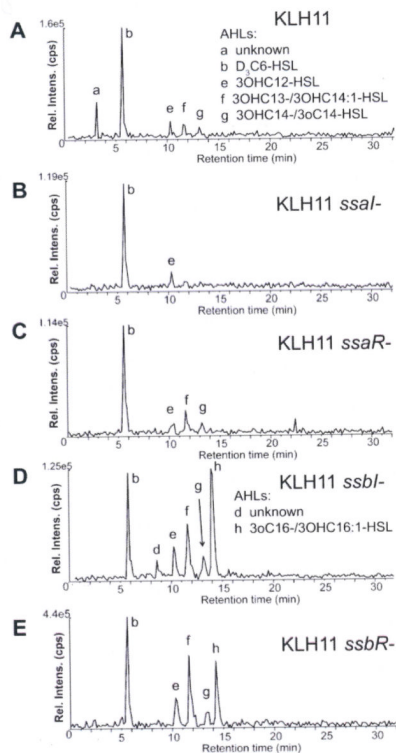 A
KLH11
1.6e5
Rel. Intens. (cps)
a
b
e
f
g
AHLs:
a unknown
b D3C6-HSL
e 3OHC12-HSL
f 3OHC13-/3OHC14:1-HSL
g 3OHC14-/3oC14-HSL
0 5 10 15 20 25 30
Retention time (min)
B
KLH11 ssaI-
1.19e5
Rel. Intens. (cps)
b
e
0 5 10 15 20 25 30
Retention time (min)
C
KLH11 ssaR-
1.14e5
Rel. Intens. (cps)
b
e
f
g
0 5 10 15 20 25 30
Retention time (min)
D
KLH11 ssbI-
1.25e5
Rel. Intens. (cps)
b
d
e
f
g
h
AHLs:
d unknown
h 3oC16-/3OHC16:1-HSL
0 5 10 15 20 25 30
Retention time (min)
E
KLH11 ssbR-
4.4e5
Rel. Intens. (cps)
b
e
f
g
h
0 5 10 15 20 25 30
Retention time (min)